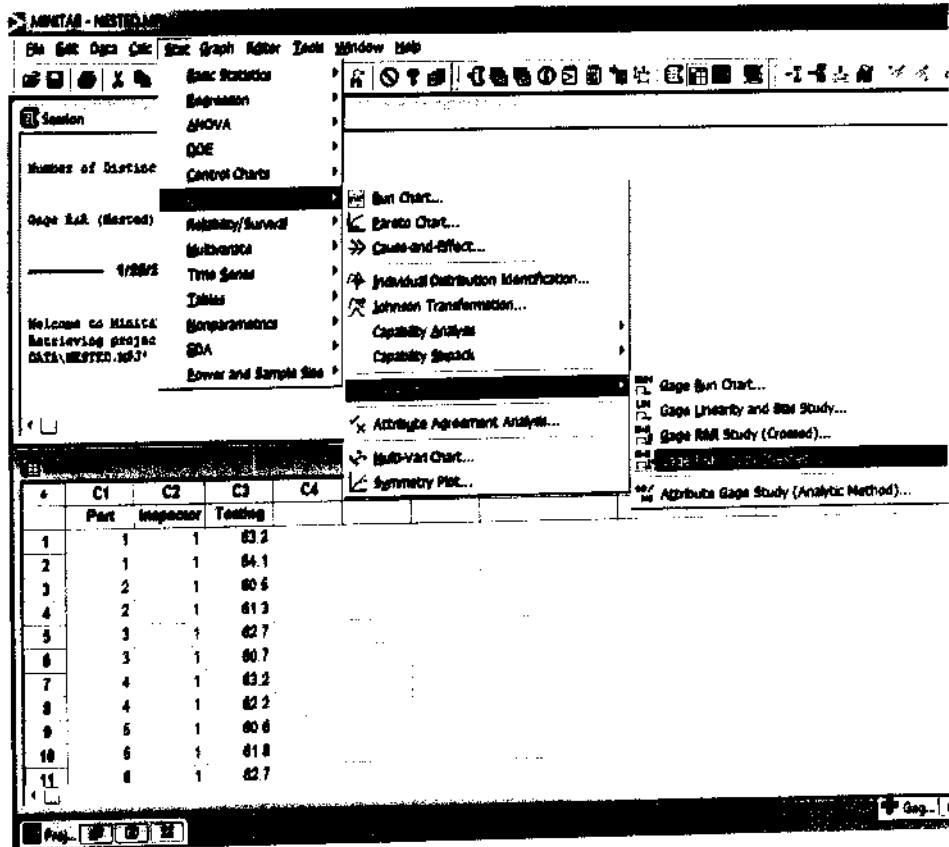 MINITAB - NESTED.MPJ
File Edit Data Calc Stat Graph Editor Tools Window Help
Basic Statistics
Regression
ANOVA
DOE
Control Charts
Reliability/Survival
Multivariate
Time Series
Tables
Nonparametrics
EDA
Power and Sample Size
Run Chart...
Pareto Chart...
Cause-and-Effect...
Individual Distribution Identification...
Johnson Transformation...
Capability Analysis
Capability Sixpack
Attribute Agreement Analysis...
Multi-Vari Chart...
Symmetry Plot...
Gage Run Chart...
Gage Linearity and Bias Study...
Gage R&R Study (Crossed)...
Attribute Gage Study (Analytic Method)...
Session
Number of Distinc
Gage R&R (Nested)
Welcome to Minita
Retrieving projec
DATA\NESTED.MPJ'
C1 C2 C3 C4
Part Inspector Testing
1 1 1 63.2
2 1 1 64.1
3 2 1
4 2 1 61.3
5 3 1 62.7
6 3 1 60.7
7 4 1 63.2
8 4 1 62.2
9 5 1
10 5 1 61.8
11 6 1 62.7
Proj...
Gag...